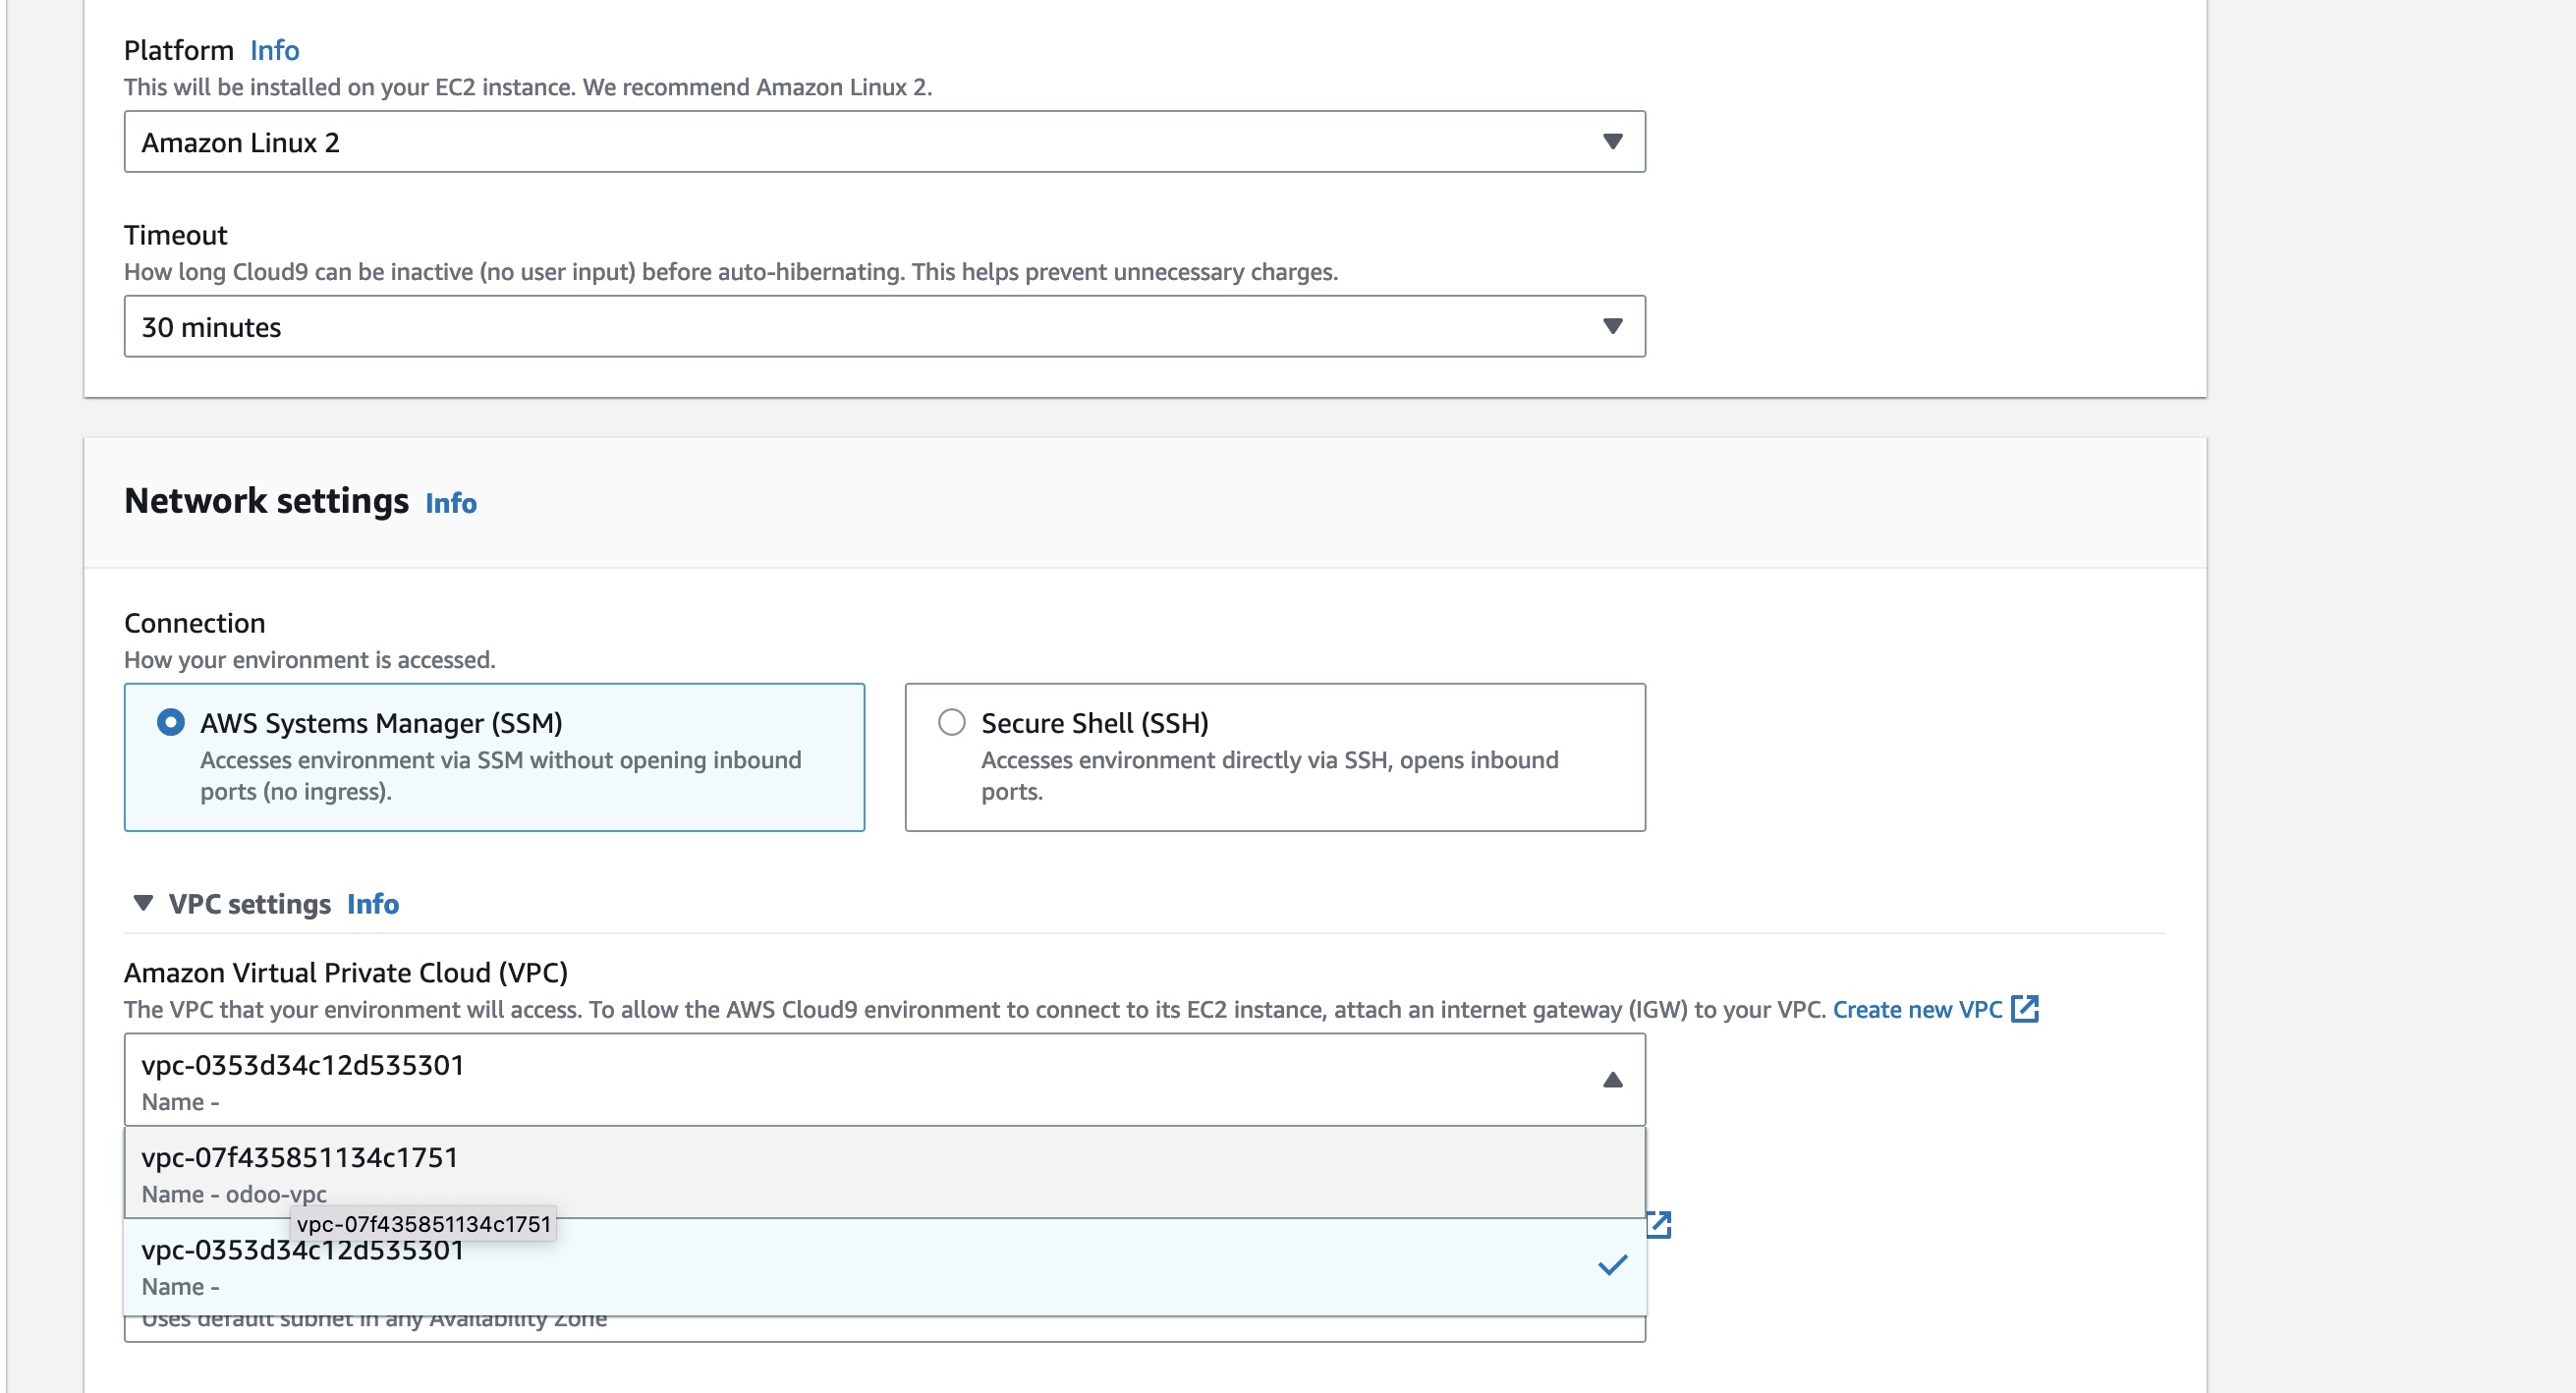 Platform Info
This will be installed on your EC2 instance. We recommend Amazon Linux 2.
Amazon Linux 2
Timeout
How long Cloud9 can be inactive (no user input) before auto-hibernating. This helps prevent unnecessary charges.
30 minutes
Network settings Info
Connection
How your environment is accessed.
AWS Systems Manager (SSM)
Accesses environment via SSM without opening inbound
ports (no ingress).
Secure Shell (SSH)
Accesses environment directly via SSH, opens inbound
ports.
VPC settings Info
Amazon Virtual Private Cloud (VPC)
The VPC that your environment will access. To allow the AWS Cloud9 environment to connect to its EC2 instance, attach an internet gateway (IGW) to your VPC. Create new VPC
vpc-0353d34c12d535301
Name -
vpc-07f435851134c1751
Name - odoo-vpc
vpc-07f435851134c1751
vpc-0353d34c12d535301
Name -
Uses default subnet in any Availability Zone